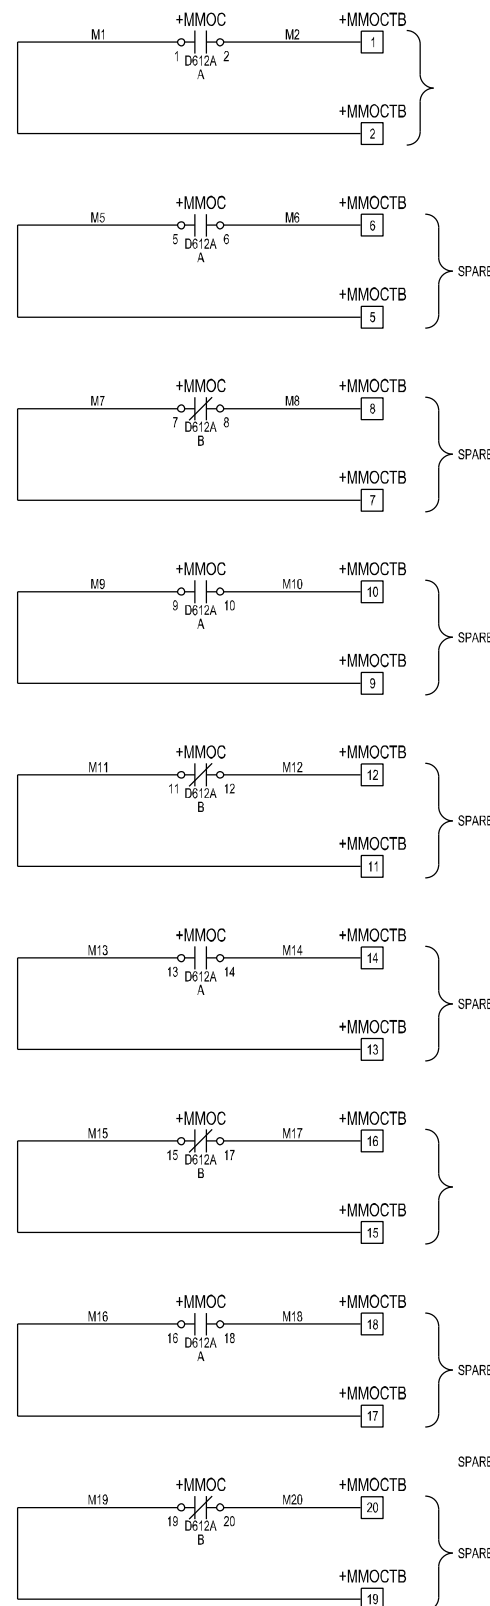 +MMOC +MMOCTB
M1 M2 1
1 D612A 2
A
+MMOCTB
2
+MMOC +MMOCTB
M5 M6 6
5 D612A 6
A SPARE
+MMOCTB
5
+MMOC +MMOCTB
M7 M8 8
7 D612A 8
B SPARE
+MMOCTB
7
+MMOC +MMOCTB
M9 M10 10
9 D612A 10
A SPARE
+MMOCTB
9
+MMOC +MMOCTB
M11 M12 12
11 D612A 12
B SPARE
+MMOCTB
11
+MMOC +MMOCTB
M13 M14 14
13 D612A 14
A SPARE
+MMOCTB
13
+MMOC +MMOCTB
M15 M17 16
15 D612A 17
B
+MMOCTB
15
+MMOC +MMOCTB
M16 M18 18
16 D612A 18
A SPARE
+MMOCTB
17
SPARE
+MMOC +MMOCTB
M19 M20 20
19 D612A 20
B SPARE
+MMOCTB
19